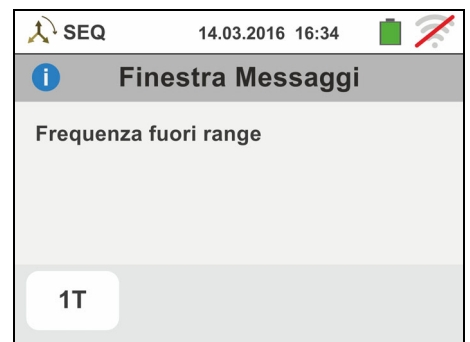 SEQ 14.03.2016 16:34
Finestra Messaggi
Frequenza fuori range
1T